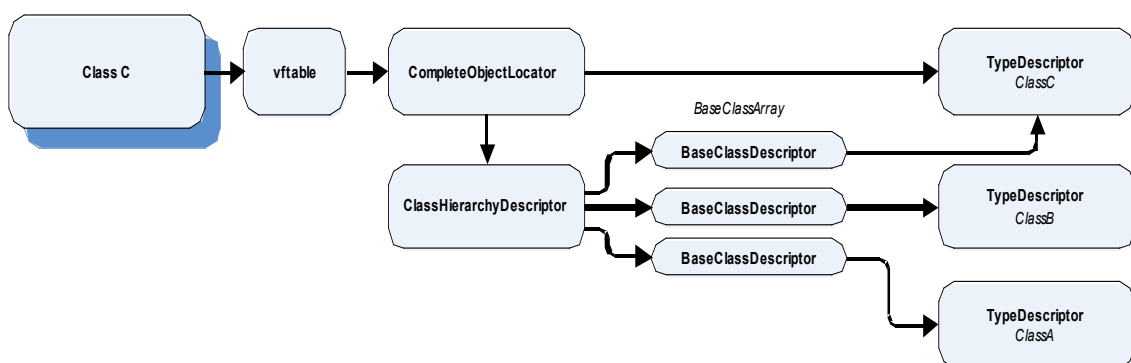 Class C
vftable
CompleteObjectLocator
TypeDescriptor
ClassC
BaseClassArray
BaseClassDescriptor
ClassHierarchyDescriptor
BaseClassDescriptor
TypeDescriptor
ClassB
BaseClassDescriptor
TypeDescriptor
ClassA